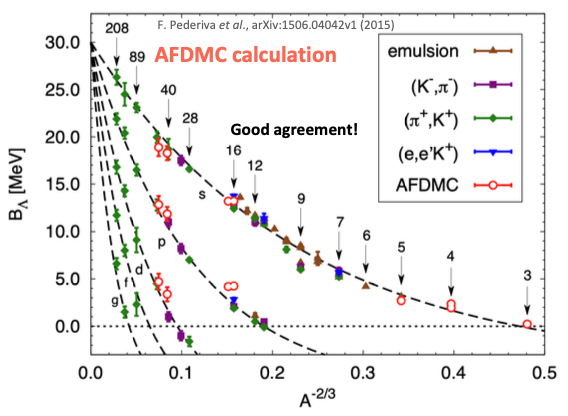 F. Pederiva et al., arXiv:1506.04042v1 (2015)
AFDMC calculation
208
89
40
28
16
12
9
7
6
5
4
3
Good agreement!
emulsion
(K⁻,π⁻)
(π⁺,K⁺)
(e,e'K⁺)
AFDMC
s
p
d
f
g
30.0
25.0
20.0
15.0
10.0
5.0
0.0
B_Λ [MeV]
0.0 0.1 0.2 0.3 0.4 0.5
A⁻²ᐟ³